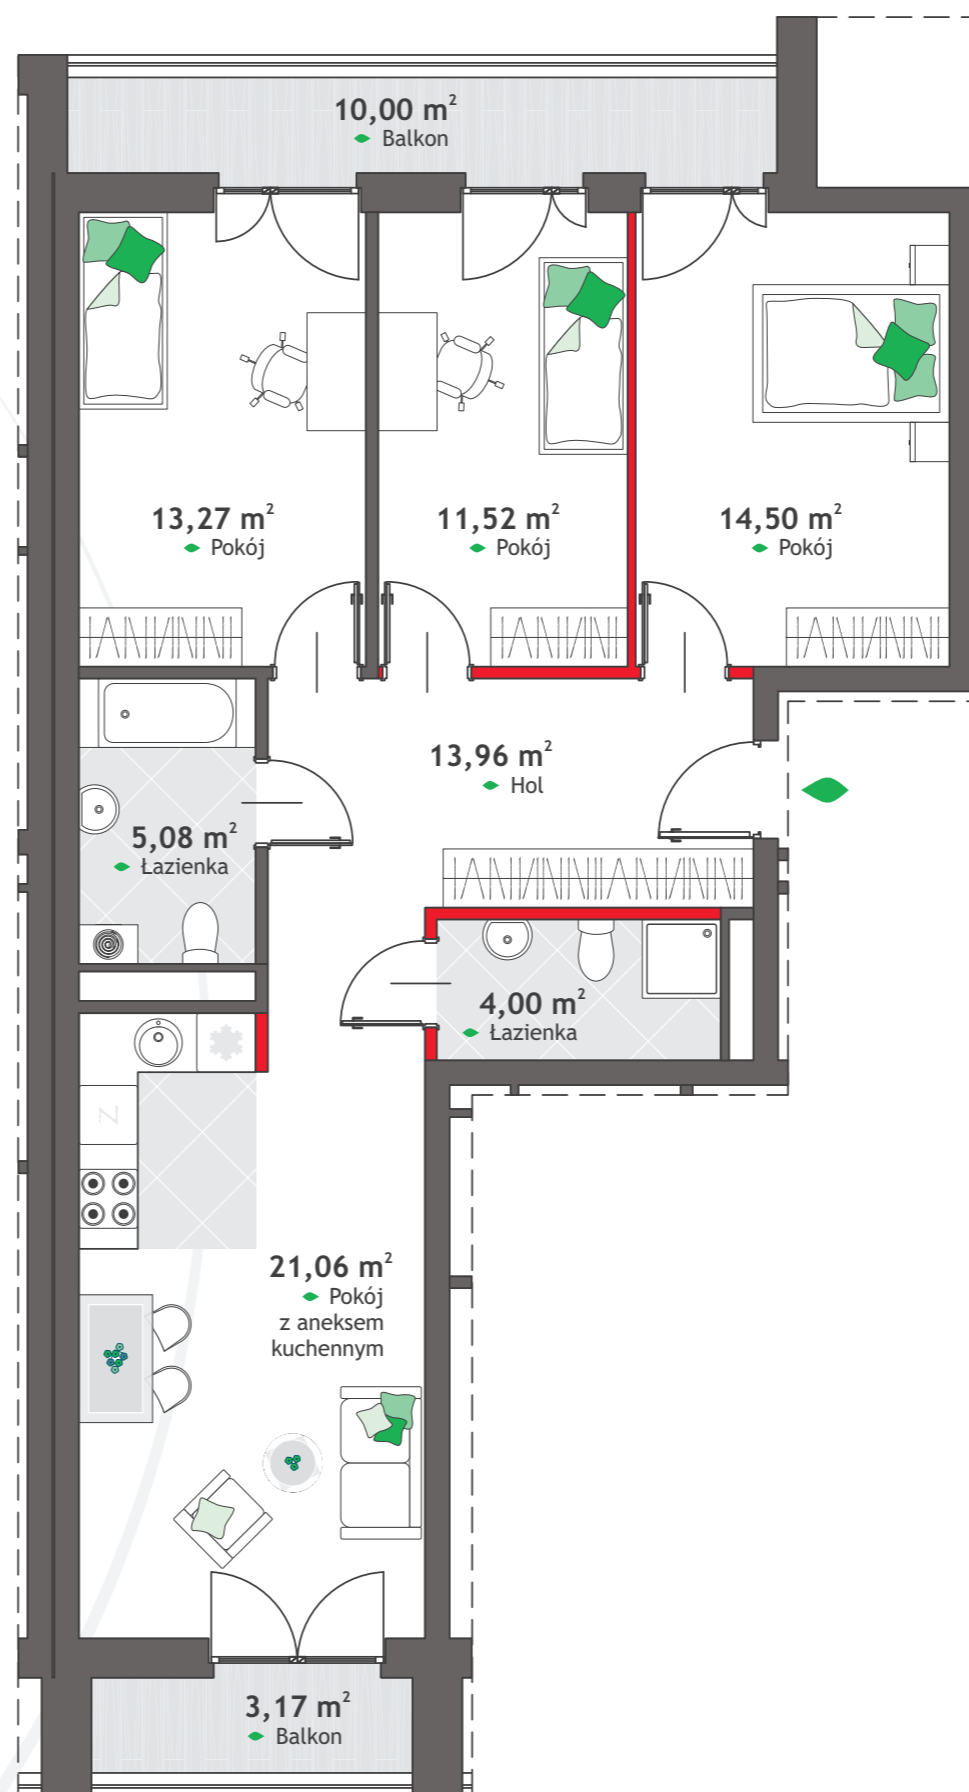 10,00 m²
Balkon
13,27 m²
Pokój
11,52 m²
Pokój
14,50 m²
Pokój
13,96 m²
Hol
5,08 m²
Łazienka
4,00 m²
Łazienka
Z
21,06 m²
Pokój
z aneksem
kuchennym
3,17 m²
Balkon